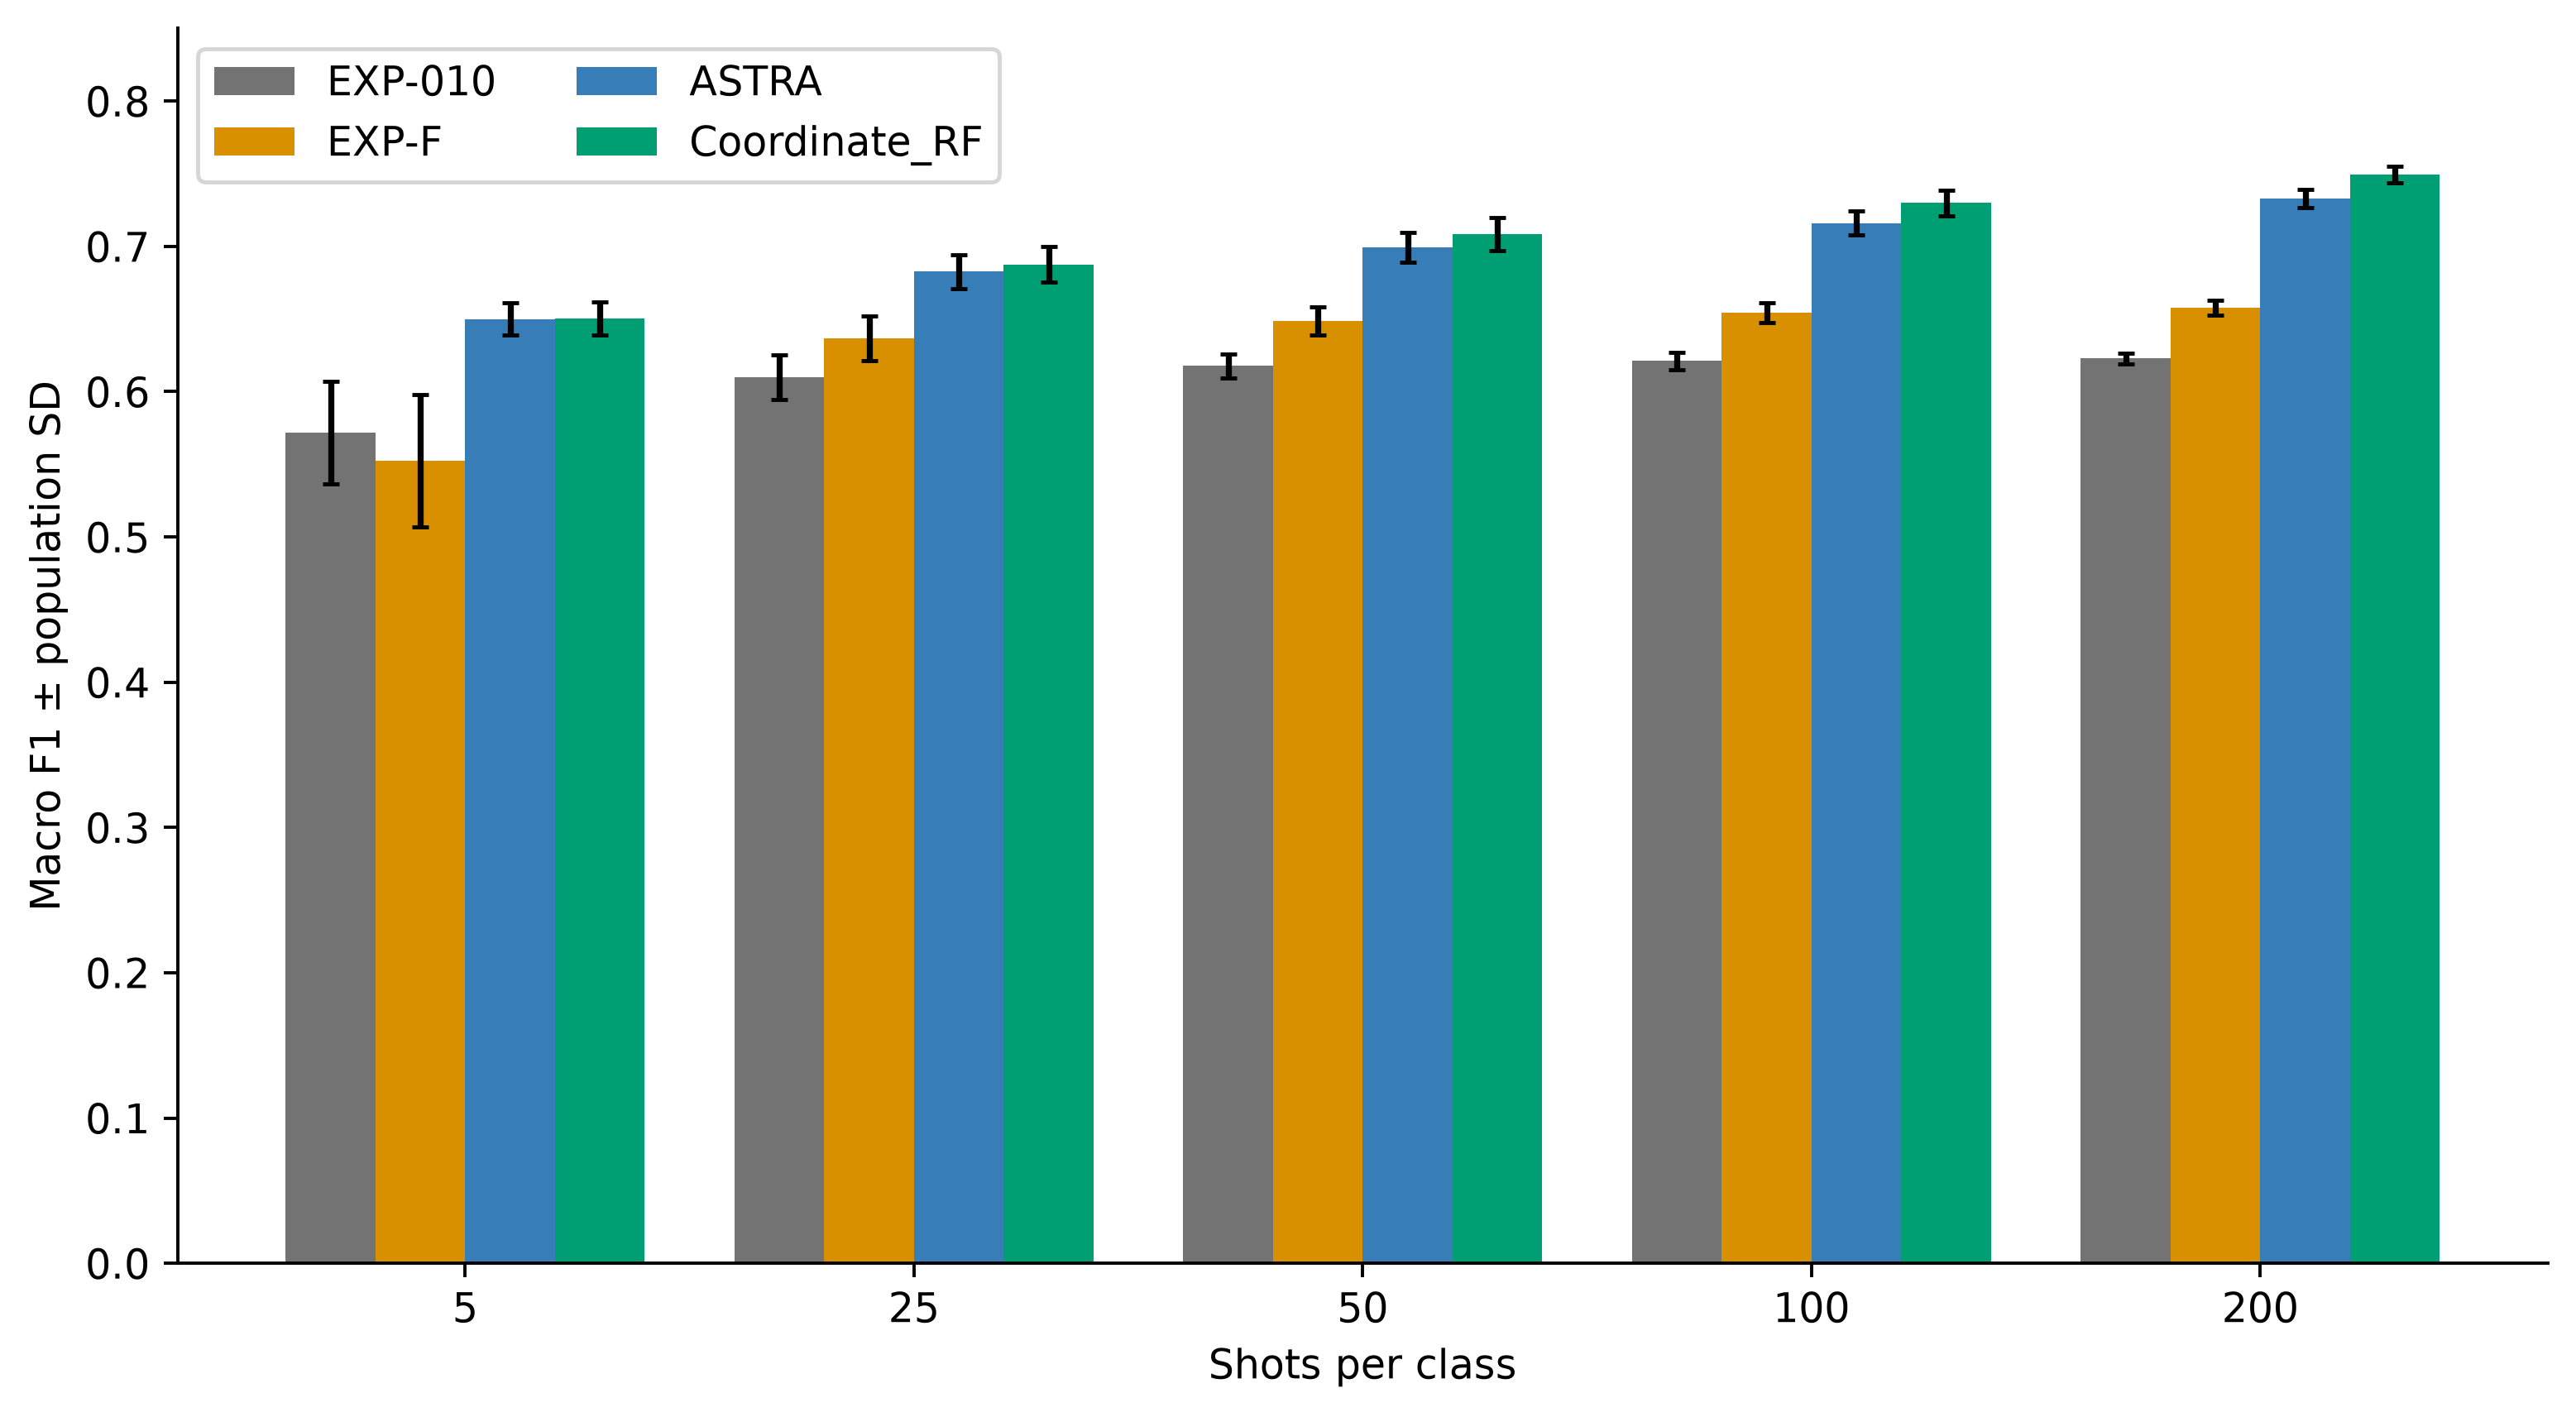 EXP-010
EXP-F
ASTRA
Coordinate_RF
Macro F1 ± population SD
0.8
0.7
0.6
0.5
0.4
0.3
0.2
0.1
0.0
5 25 50 100 200
Shots per class